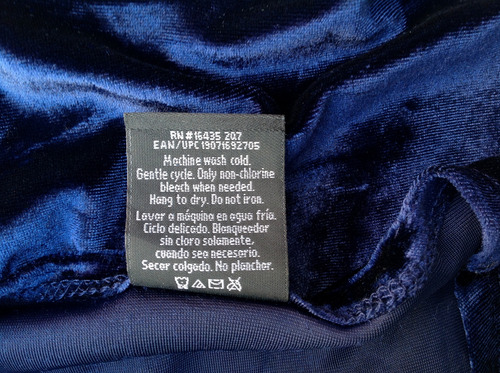 RN#16435 207
EAN/UPC 19071692705
Machine wash cold.
Gentle cycle. Only non-chlorine
bleach when needed.
Hang to dry. Do not iron.
Lavar a máquina en agua fría.
Ciclo delicado. Blanqueador
sin cloro solamente,
cuando sea necesario.
Secar colgado. No planchar.